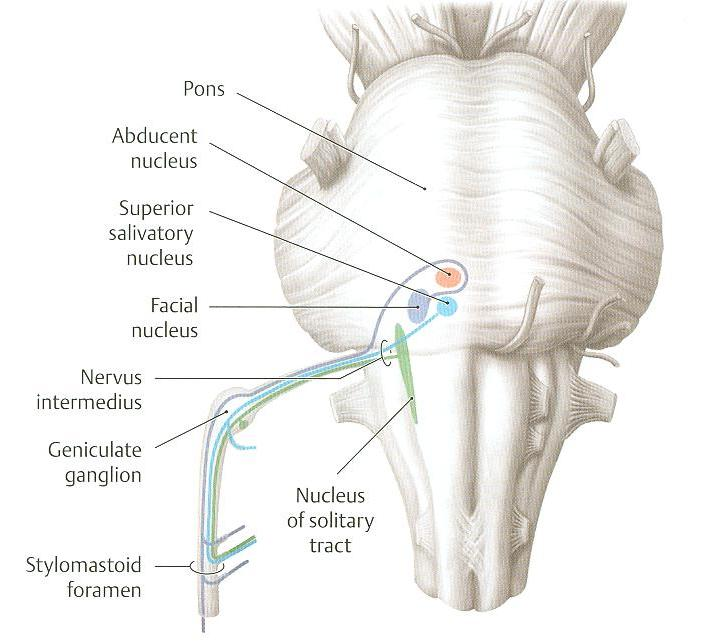 Pons
Abducent
nucleus
Superior
salivatory
nucleus
Facial
nucleus
Nervus
intermedius
Geniculate
ganglion
Nucleus
of solitary
tract
Stylomastoid
foramen